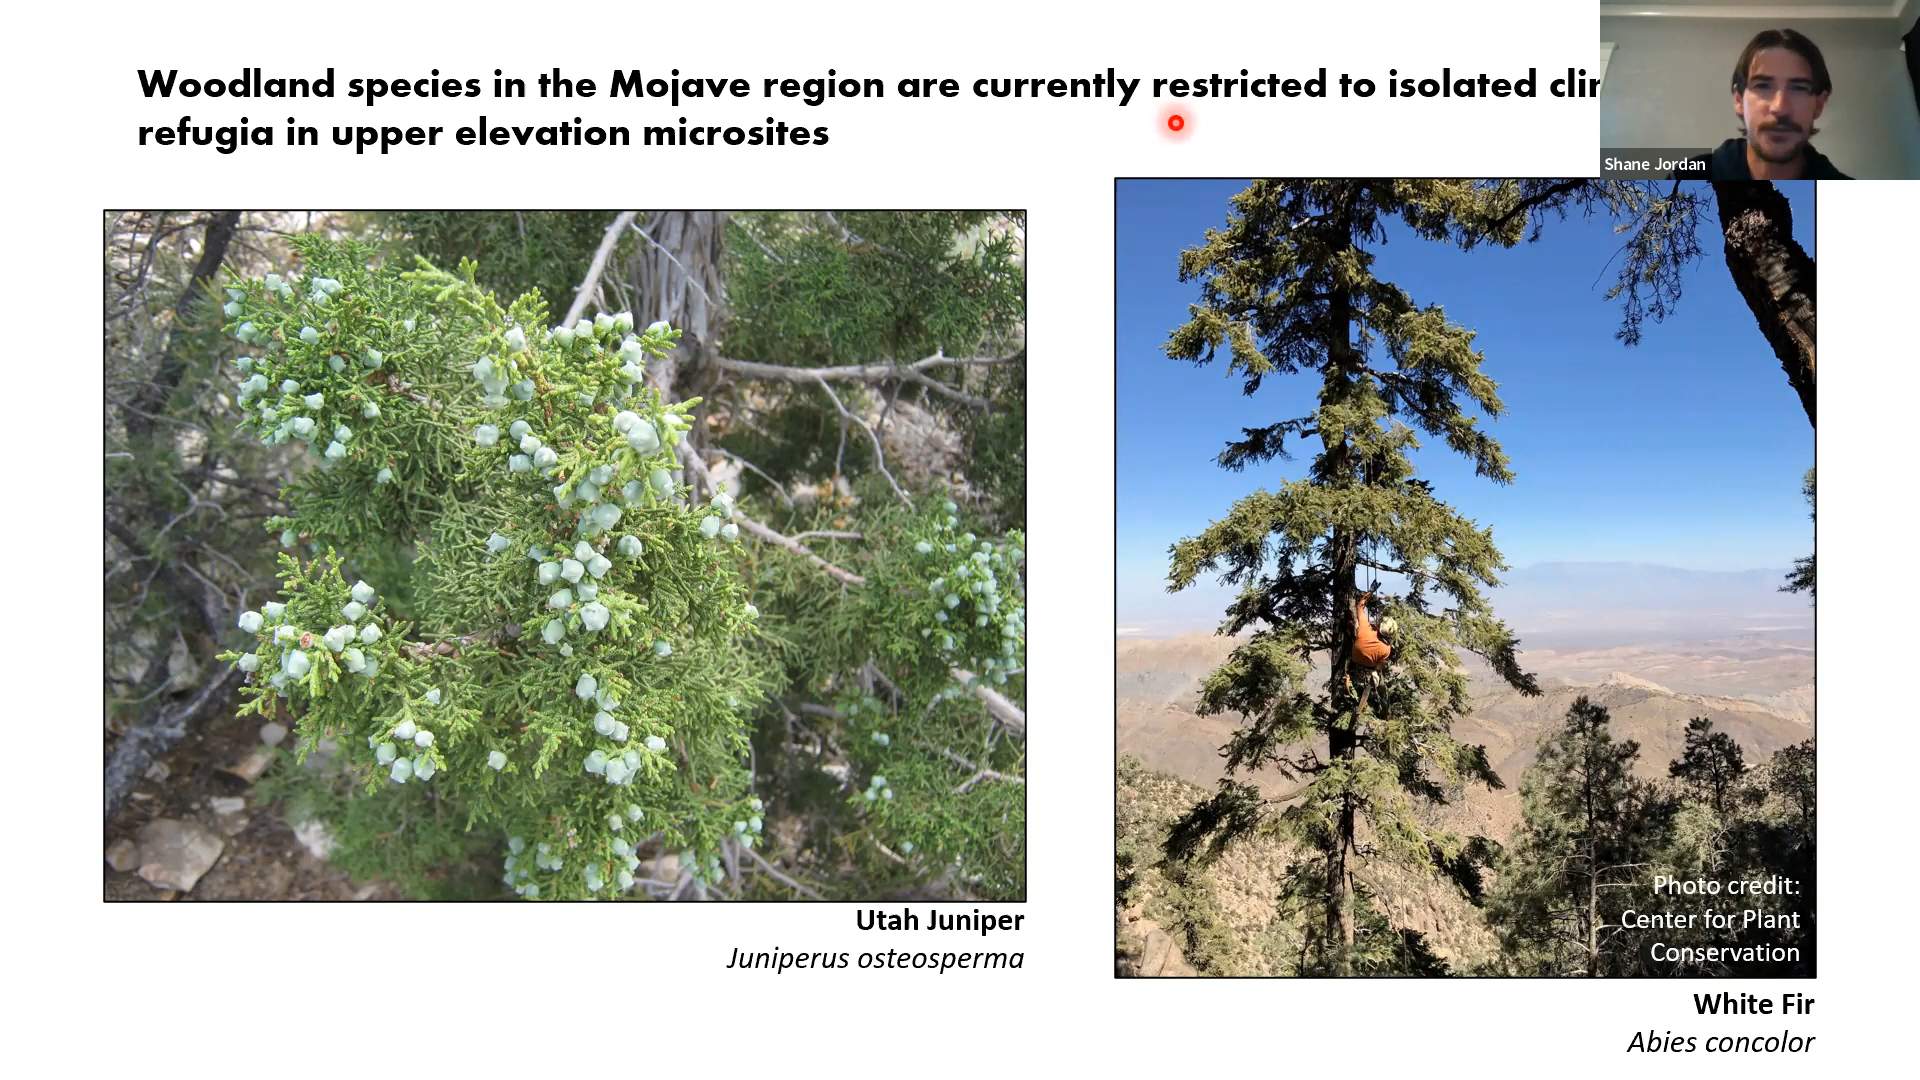 Woodland species in the Mojave region are currently restricted to isolated
refugia in upper elevation microsites
Shane Jordan
Photo credit:
Center for Plant
Conservation
Utah Juniper
Juniperus osteosperma
White Fir
Abies concolor